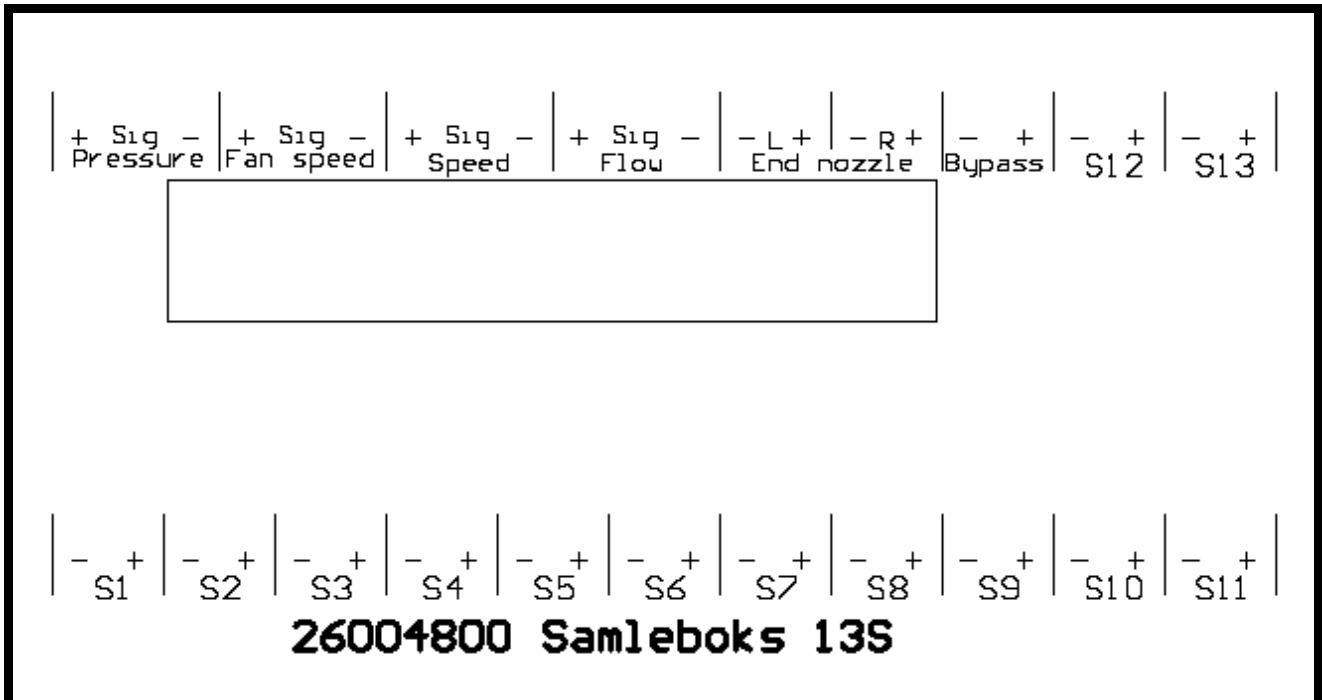 + Sig - + Sig - + Sig - + Sig - - L + - R + - + - + - +
Pressure Fan speed Speed Flow End nozzle Bypass S12 S13
- + - + - + - + - + - + - + - + - + - + - +
S1 S2 S3 S4 S5 S6 S7 S8 S9 S10 S11
26004800 Samleboks 13S